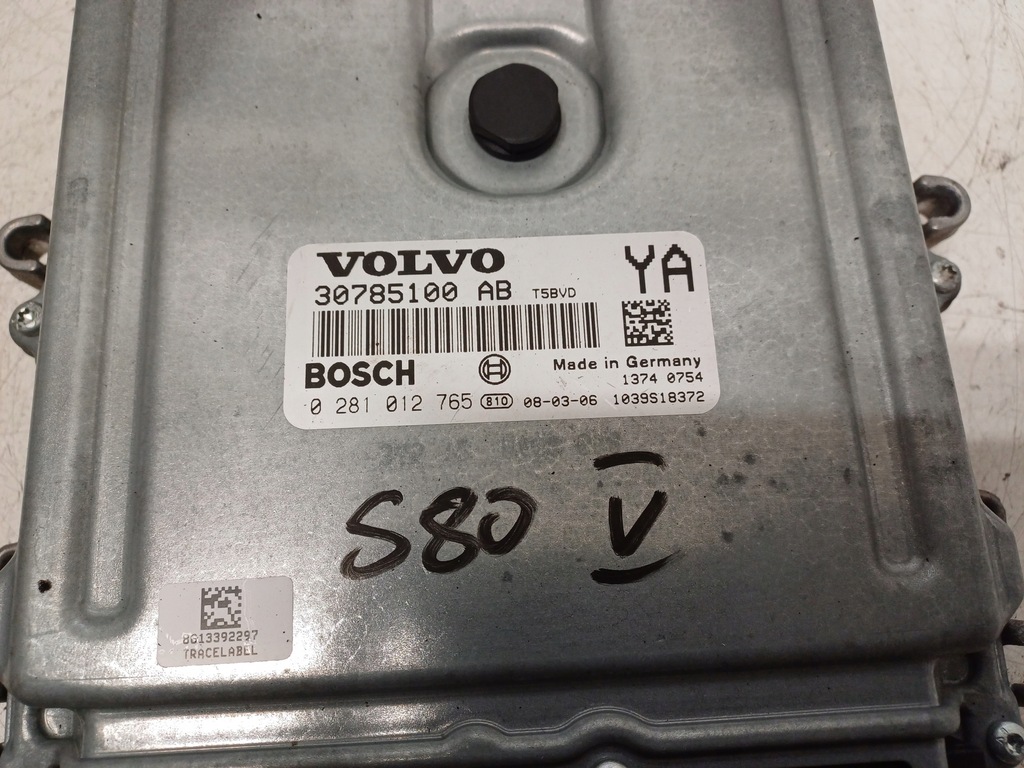 VOLVO YA
30785100 AB T5BVD
BOSCH Made in Germany
1374 0754
0 281 012 765 810 08-03-06 1039S18372
S80 V
8G13392297
TRACELABEL